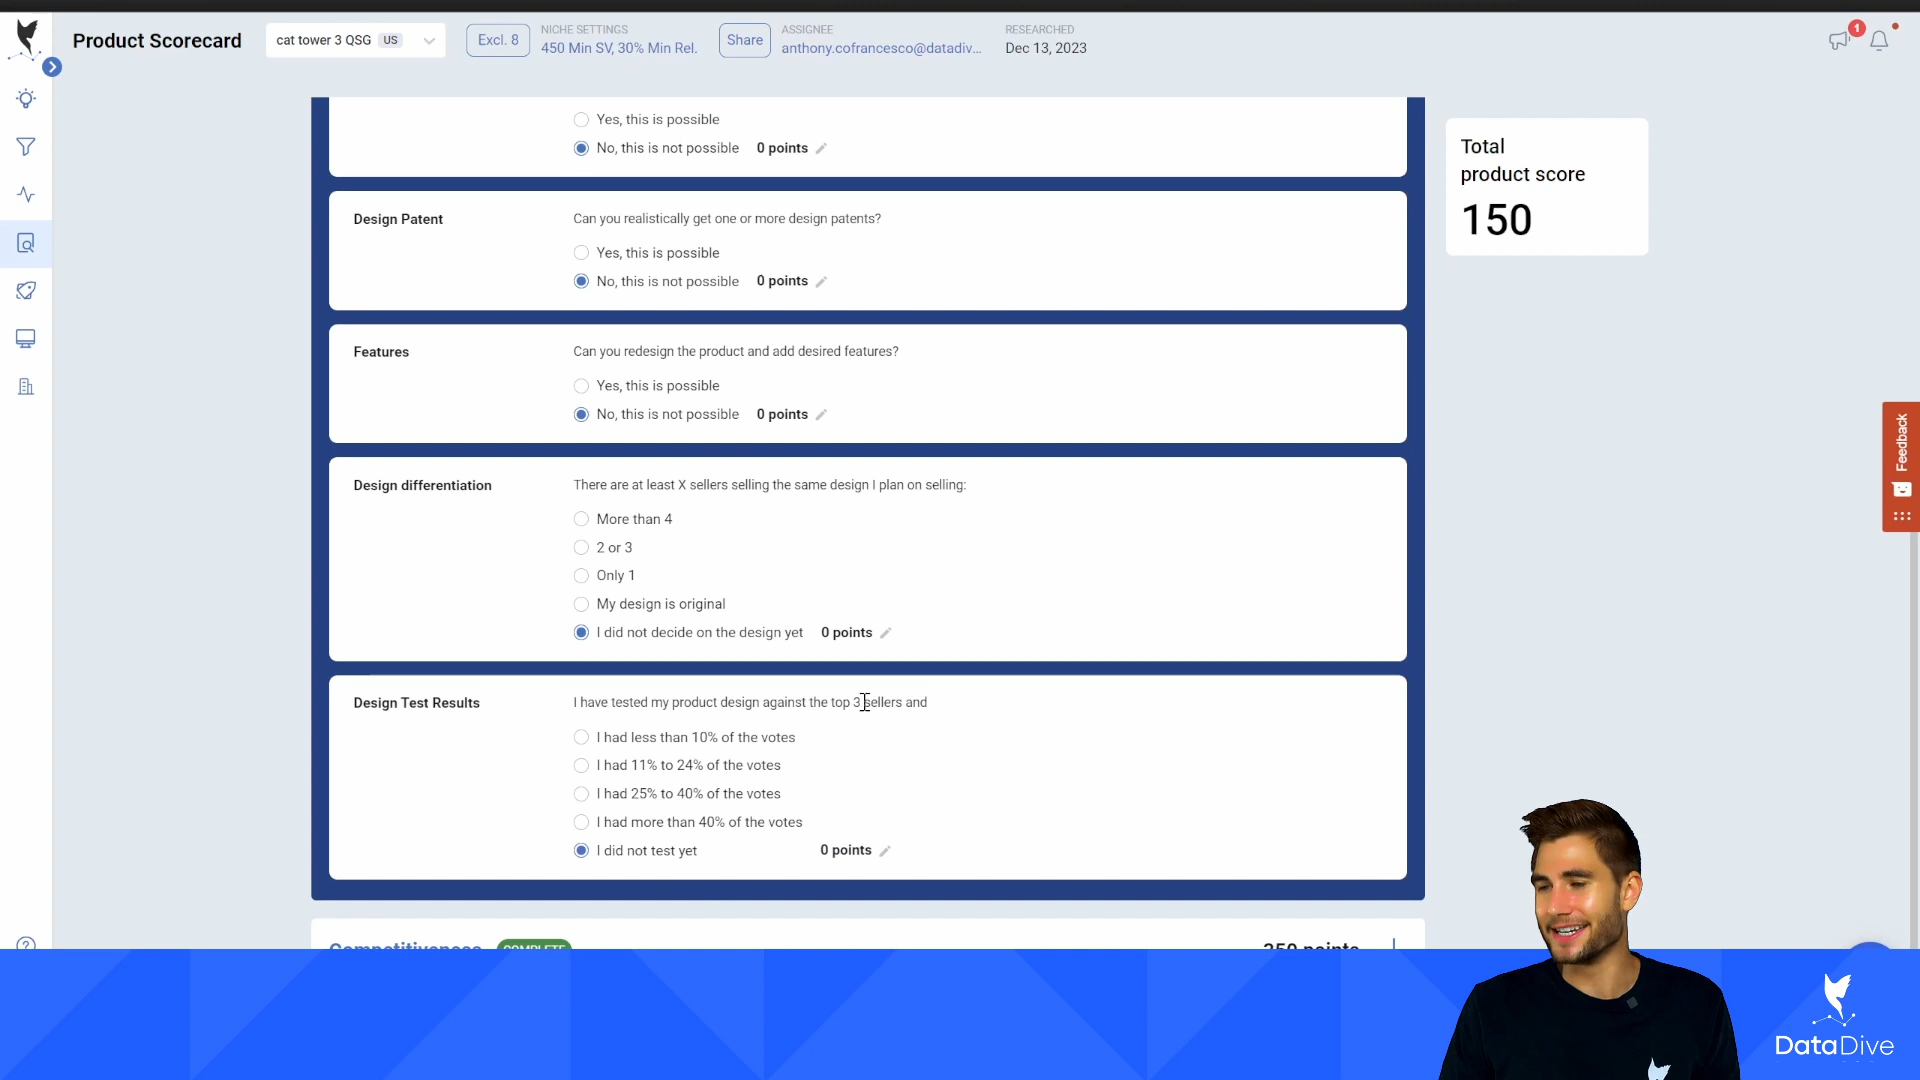 Product Scorecard
cat tower 3 QSG US
Excl. 8
NICHE SETTINGS
450 Min SV, 30% Min Rel.
Share
ASSIGNEE
anthony.cofrancesco@datadiv...
RESEARCHED
Dec 13, 2023
1
Yes, this is possible
No, this is not possible 0 points
Total
product score
150
Design Patent
Can you realistically get one or more design patents?
Yes, this is possible
No, this is not possible 0 points
Features
Can you redesign the product and add desired features?
Yes, this is possible
No, this is not possible 0 points
Feedback
Design differentiation
There are at least X sellers selling the same design I plan on selling:
More than 4
2 or 3
Only 1
My design is original
I did not decide on the design yet 0 points
Design Test Results
I have tested my product design against the top 3 sellers and
I had less than 10% of the votes
I had 11% to 24% of the votes
I had 25% to 40% of the votes
I had more than 40% of the votes
I did not test yet 0 points
Competitiveness COMPLETE 350 points
DataDive